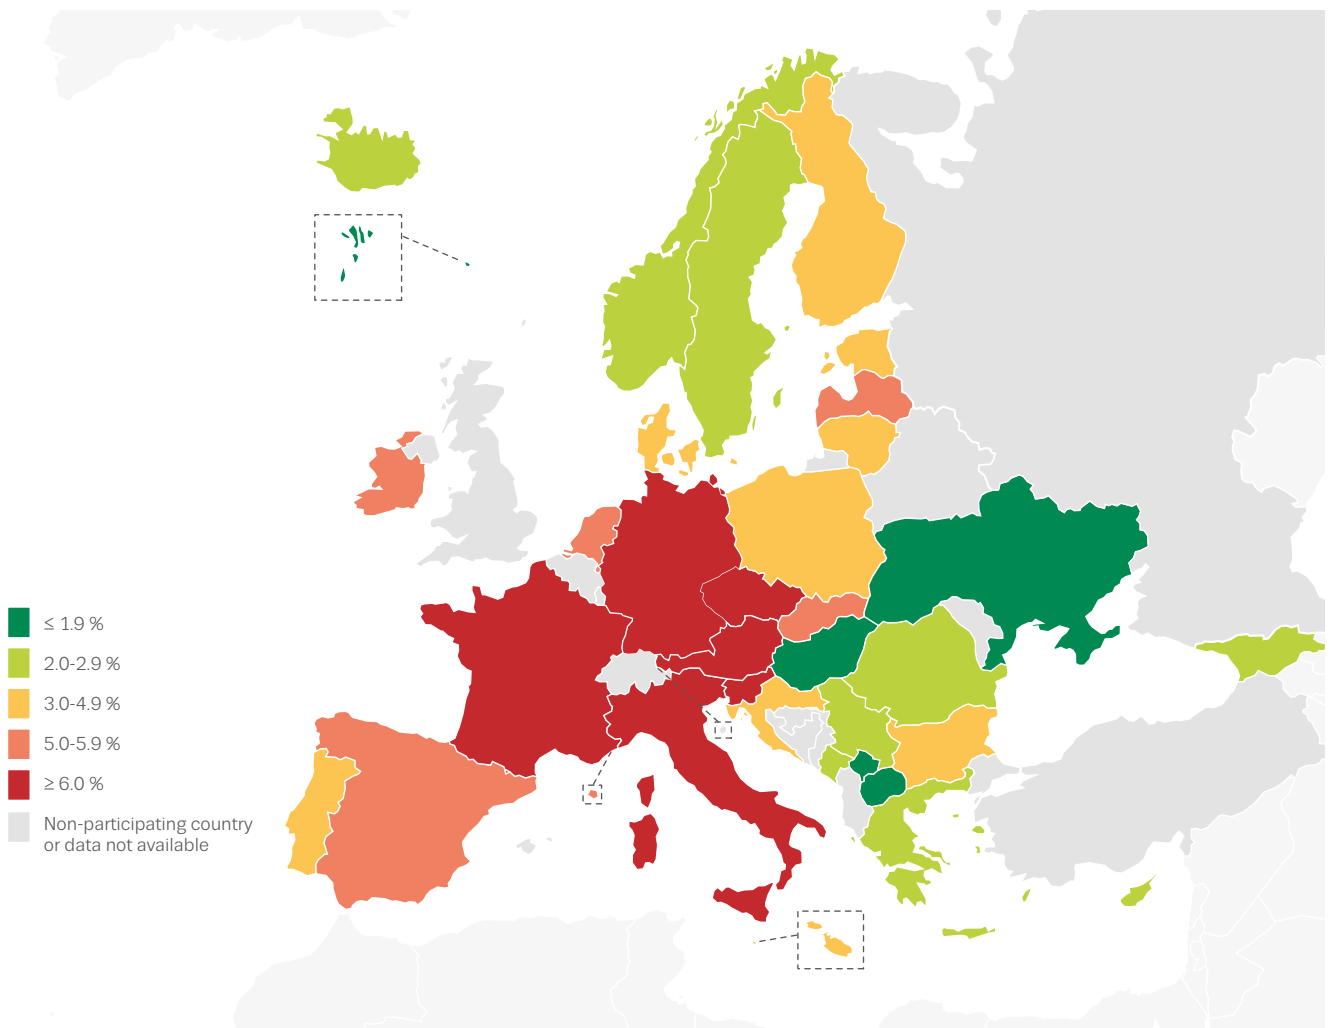 ≤ 1.9 %
2.0-2.9 %
3.0-4.9 %
5.0-5.9 %
≥ 6.0 %
Non-participating country
or data not available